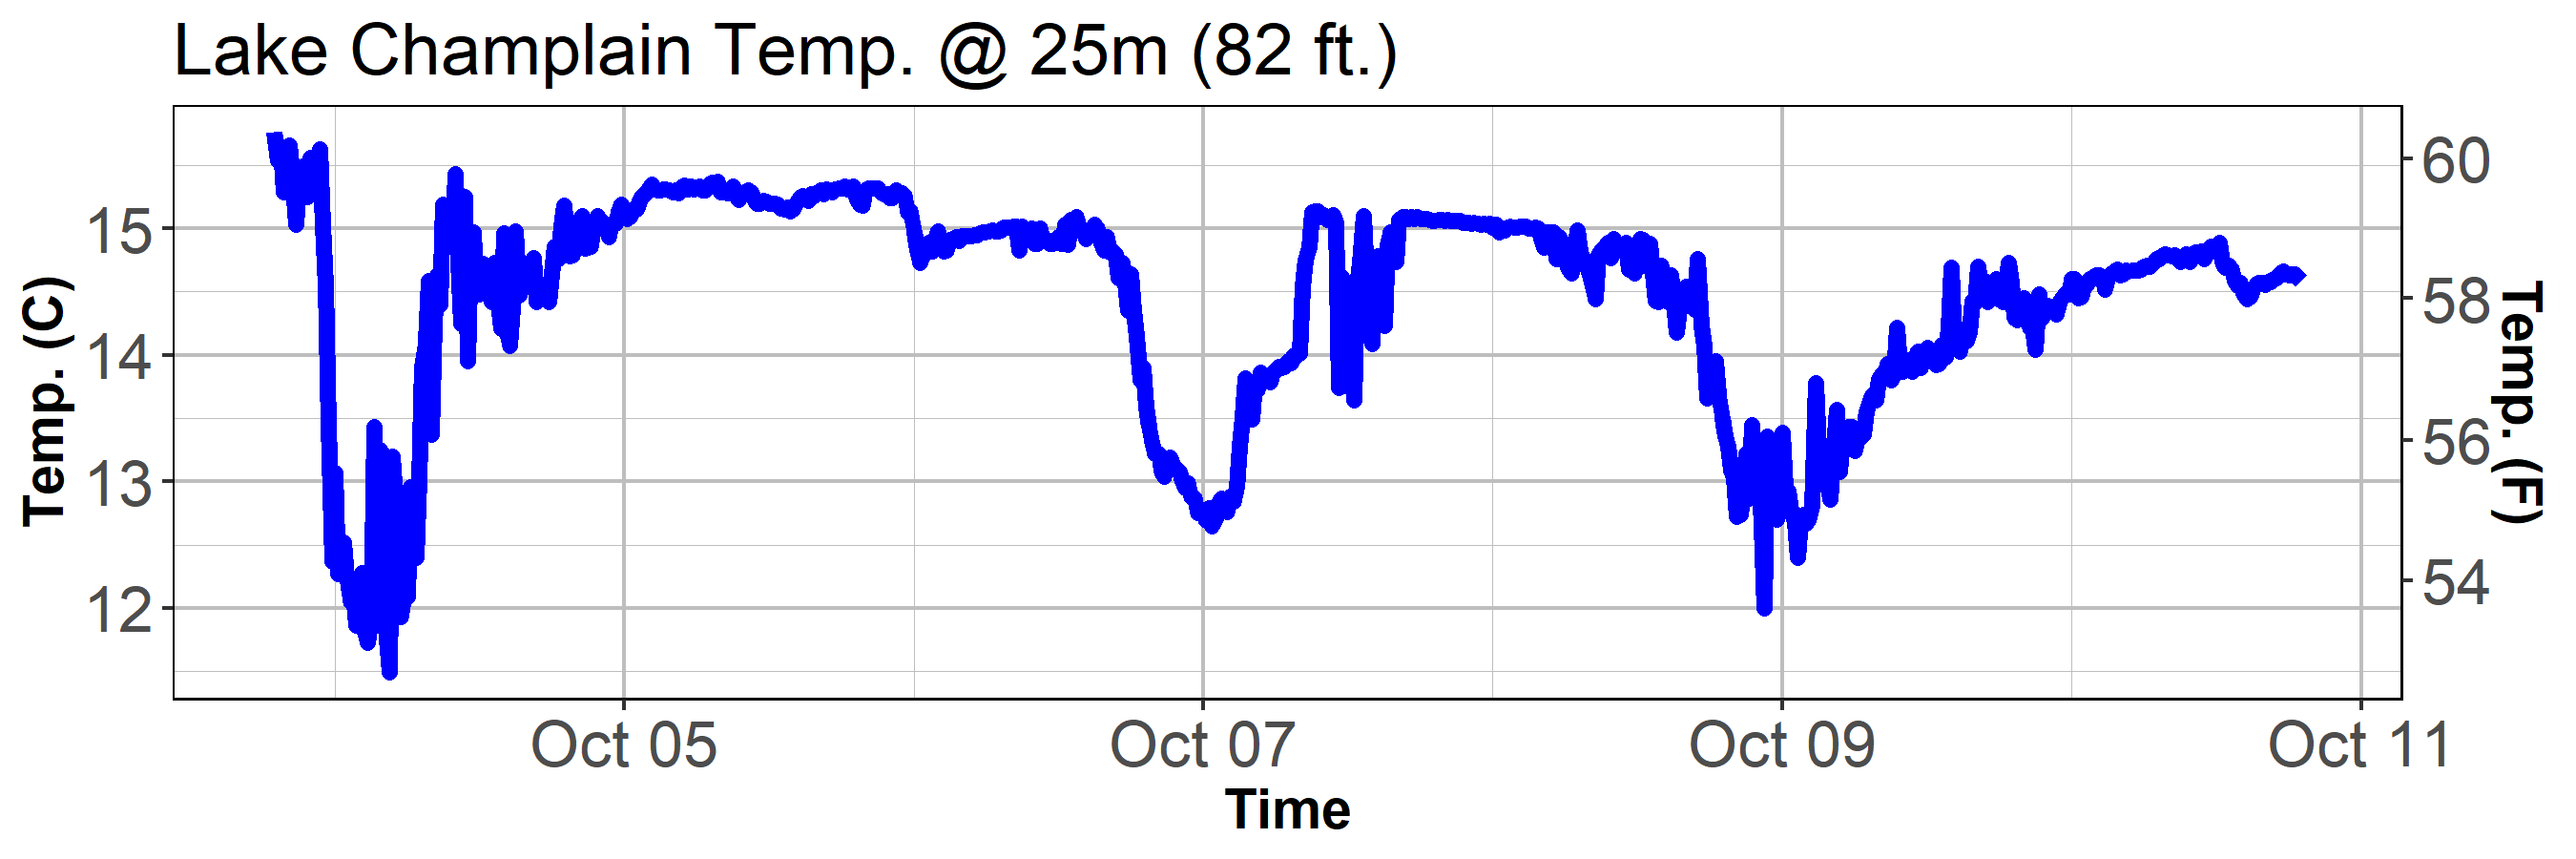 Lake Champlain Temp. @ 25m (82 ft.)
Temp. (C)
15
14
13
12
60
58
56
54
Temp. (F)
Oct 05
Oct 07
Oct 09
Oct 11
Time